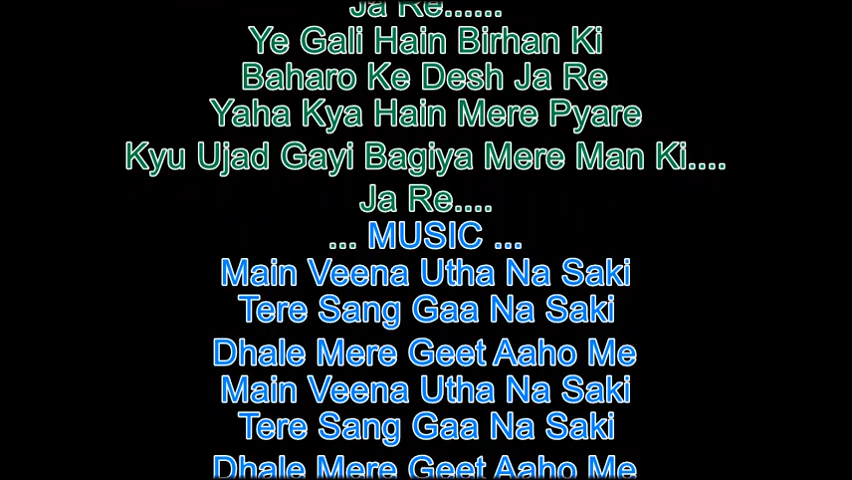 Ja Re......
Ye Gali Hain Birhan Ki
Baharo Ke Desh Ja Re
Yaha Kya Hain Mere Pyare
Kyu Ujad Gayi Bagiya Mere Man Ki....
Ja Re....
... MUSIC ...
Main Veena Utha Na Saki
Tere Sang Gaa Na Saki
Dhale Mere Geet Aaho Me
Main Veena Utha Na Saki
Tere Sang Gaa Na Saki
Dhale Mere Geet Aaho Me